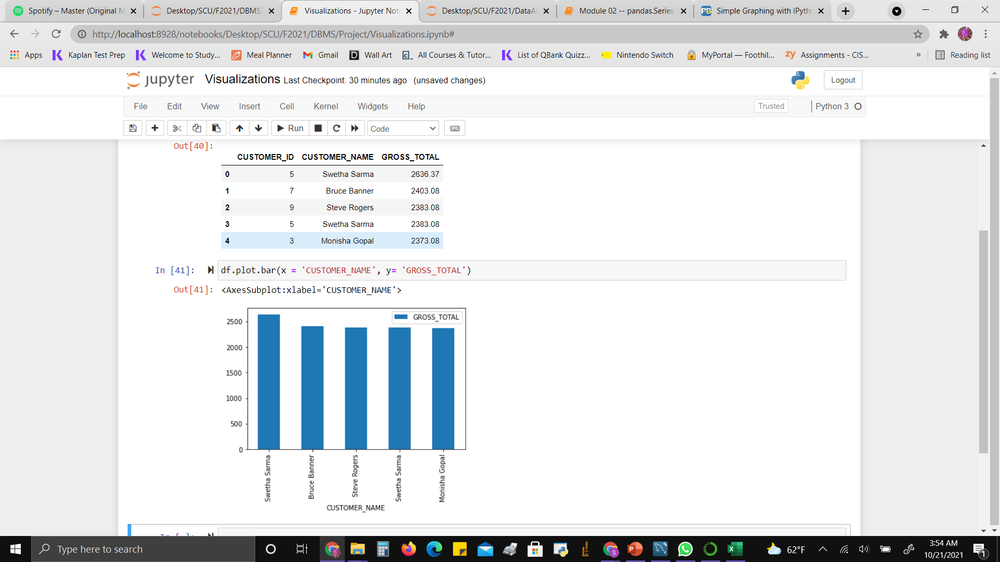 Spotify – Master (Original M
Desktop/SCU/F2021/DBMS/
Visualizations - Jupyter Not
Desktop/SCU/F2021/DataA
Module 02 -- pandas.Series
PB Simple Graphing with IPyth
http://localhost:8928/notebooks/Desktop/SCU/F2021/DBMS/Project/Visualizations.ipynb#
Apps Kaplan Test Prep Welcome to Study... Meal Planner Gmail D Wall Art c_ All Courses & Tutor... List of QBank Quizz... Nintendo Switch MyPortal — Foothil... zy Assignments - CIS... » Reading list
jupyter Visualizations Last Checkpoint: 30 minutes ago (unsaved changes) Logout
File Edit View Insert Cell Kernel Widgets Help Trusted Python 3
Run Code
Out[40]:
CUSTOMER_ID CUSTOMER_NAME GROSS_TOTAL
0 5 Swetha Sarma 2636.37
1 7 Bruce Banner 2403.08
2 9 Steve Rogers 2383.08
3 5 Swetha Sarma 2383.08
4 3 Monisha Gopal 2373.08
In [41]: df.plot.bar(x = 'CUSTOMER_NAME', y= 'GROSS_TOTAL')
Out[41]: <AxesSubplot:xlabel='CUSTOMER_NAME'>
GROSS_TOTAL
2500
2000
1500
1000
500
0
Swetha Sarma
Bruce Banner
Steve Rogers
Swetha Sarma
Monisha Gopal
CUSTOMER_NAME
In [ ]:
Type here to search
62°F
3:54 AM
10/21/2021
1